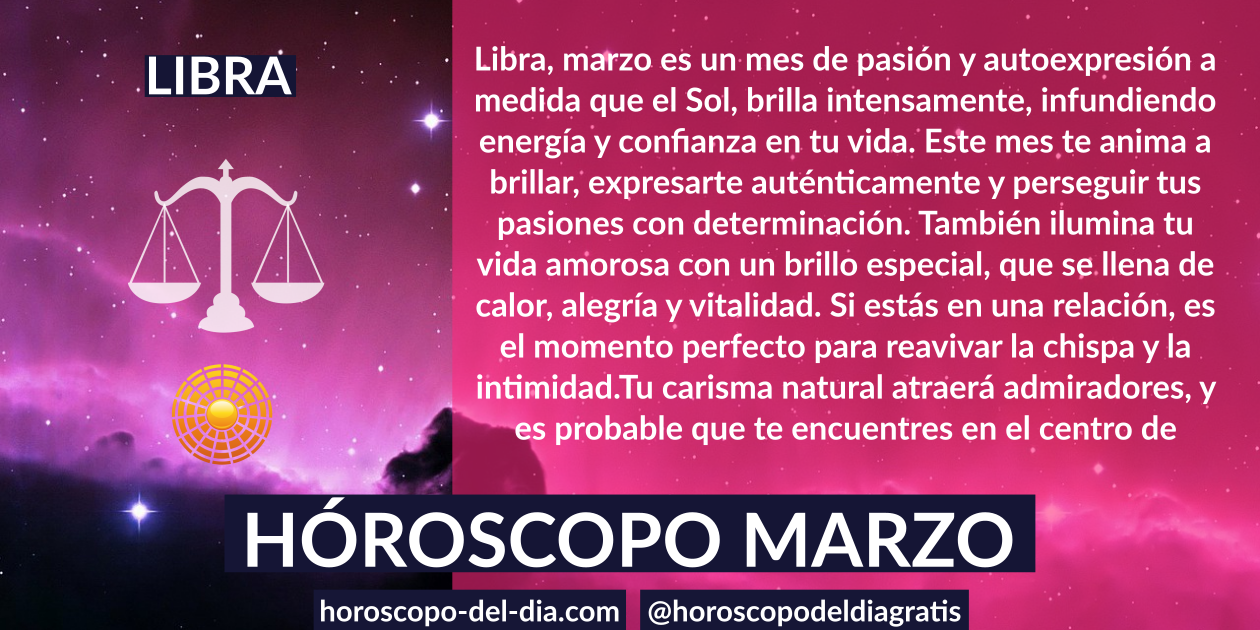 LIBRA
Libra, marzo es un mes de pasión y autoexpresión a
medida que el Sol, brilla intensamente, infundiendo
energía y confianza en tu vida. Este mes te anima a
brillar, expresarte auténticamente y perseguir tus
pasiones con determinación. También ilumina tu
vida amorosa con un brillo especial, que se llena de
calor, alegría y vitalidad. Si estás en una relación, es
el momento perfecto para reavivar la chispa y la
intimidad.Tu carisma natural atraerá admiradores, y
es probable que te encuentres en el centro de
HÓROSCOPO MARZO
horoscopo-del-dia.com
@horoscopodeldiagratis